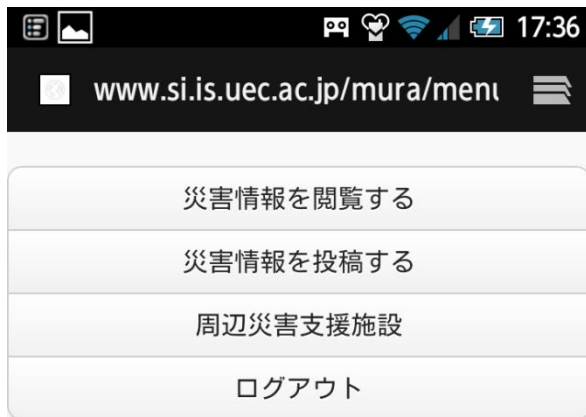 17:36
www.si.is.uec.ac.jp/mura/menu
災害情報を閲覧する
災害情報を投稿する
周辺災害支援施設
ログアウト